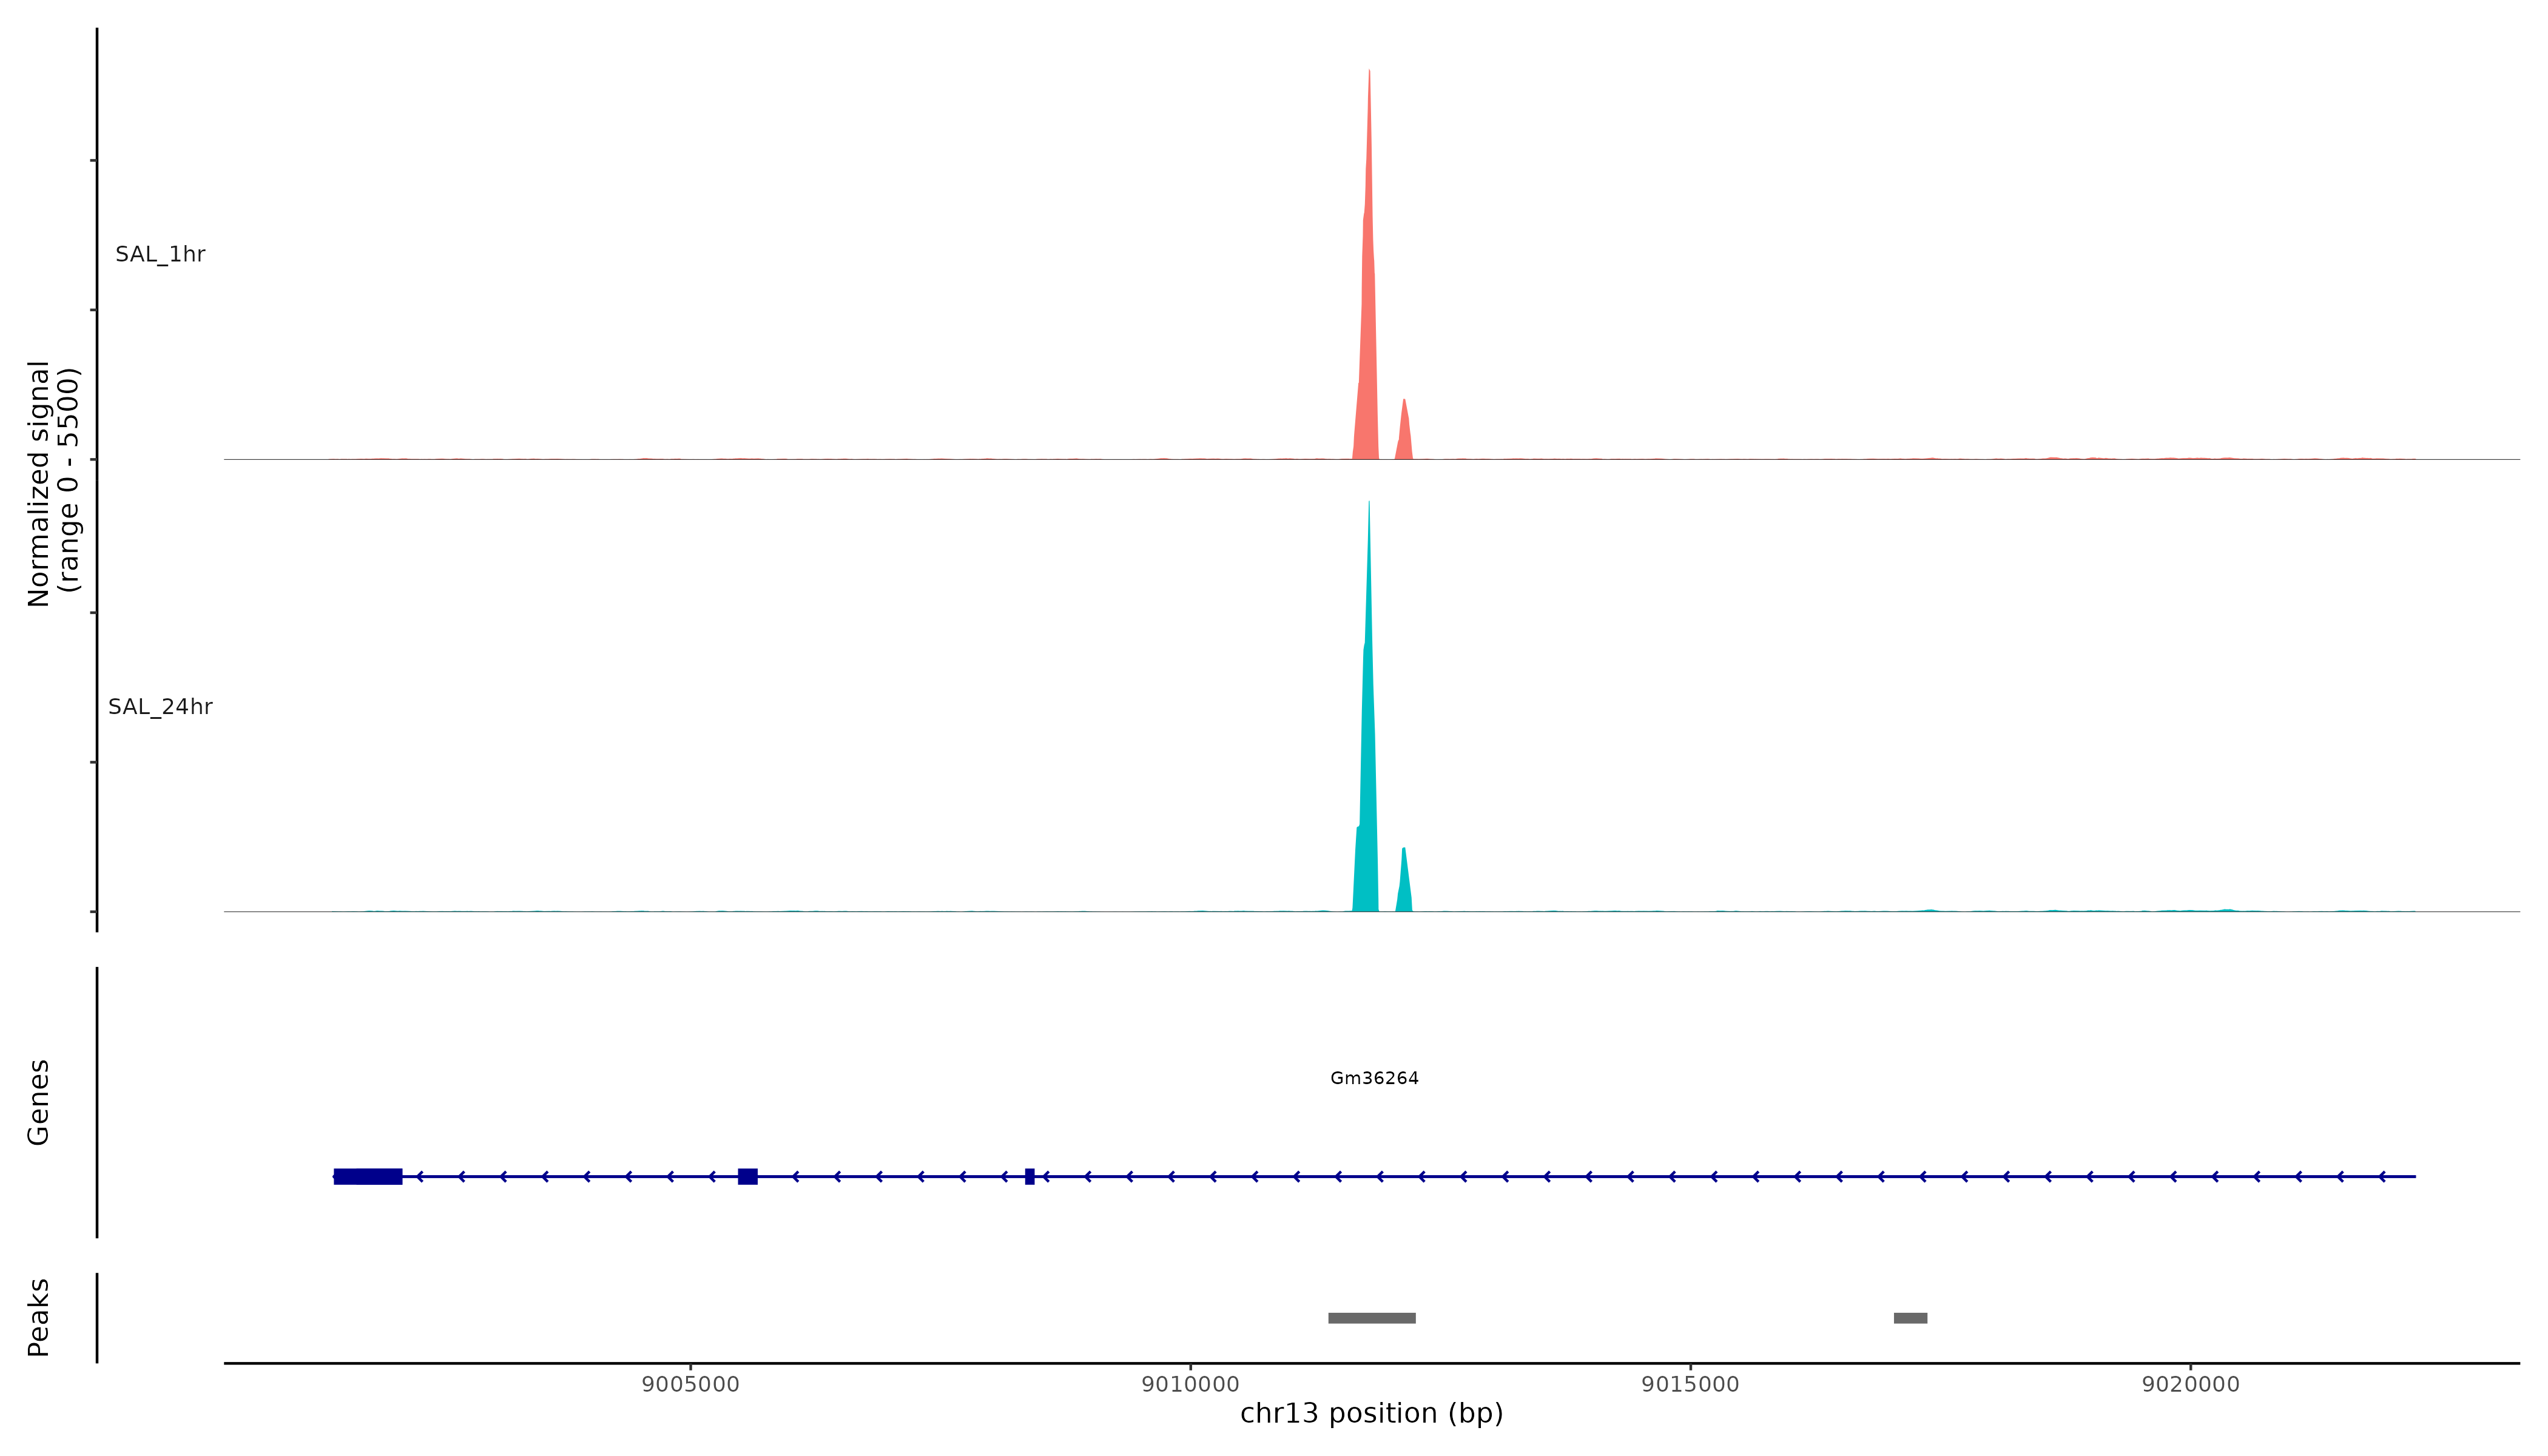 Normalized signal
(range 0 - 5500)
SAL_1hr
SAL_24hr
Genes
Gm36264
Peaks
9005000 9010000 9015000 9020000
chr13 position (bp)